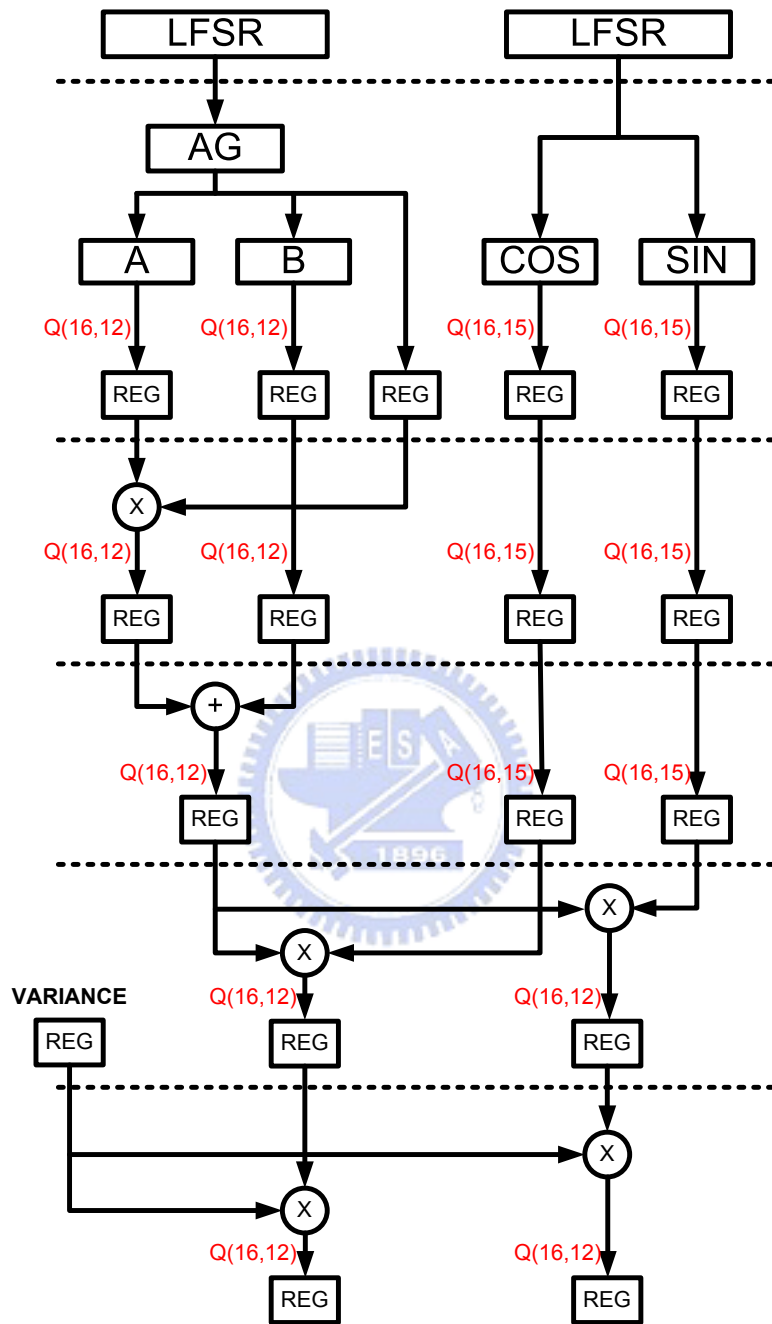 LFSR LFSR
AG
A B COS SIN
Q(16,12) Q(16,12) Q(16,15) Q(16,15)
REG REG REG REG REG
X
Q(16,12) Q(16,12) Q(16,15) Q(16,15)
REG REG REG REG
+
E S A
Q(16,12) Q(16,15) Q(16,15)
REG REG REG
1896
X
X
VARIANCE Q(16,12) Q(16,12)
REG REG REG
X
X
Q(16,12) Q(16,12)
REG REG